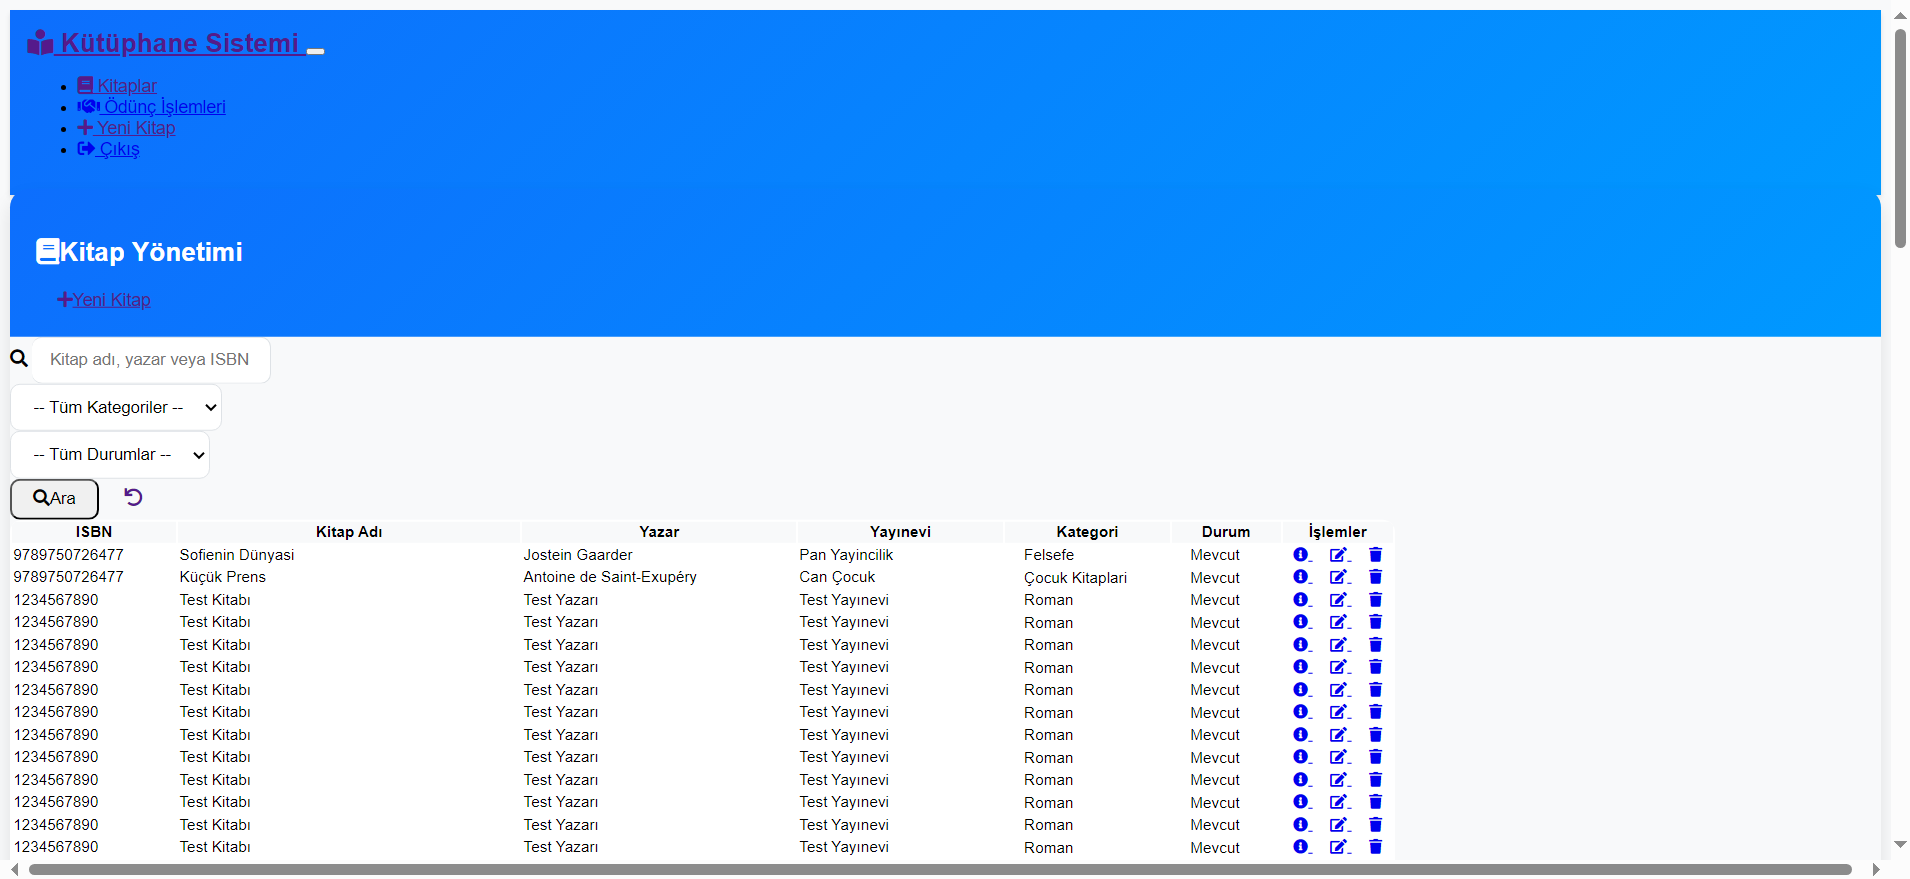 Kütüphane Sistemi
Kitaplar
Ödünç İşlemleri
Yeni Kitap
Çıkış
Kitap Yönetimi
Yeni Kitap
Kitap adı, yazar veya ISBN
-- Tüm Kategoriler --
-- Tüm Durumlar --
Ara
ISBN Kitap Adı Yazar Yayınevi Kategori Durum İşlemler
9789750726477 Sofienin Dünyasi Jostein Gaarder Pan Yayincilik Felsefe Mevcut
9789750726477 Küçük Prens Antoine de Saint-Exupéry Can Çocuk Çocuk Kitaplari Mevcut
1234567890 Test Kitabı Test Yazarı Test Yayınevi Roman Mevcut
1234567890 Test Kitabı Test Yazarı Test Yayınevi Roman Mevcut
1234567890 Test Kitabı Test Yazarı Test Yayınevi Roman Mevcut
1234567890 Test Kitabı Test Yazarı Test Yayınevi Roman Mevcut
1234567890 Test Kitabı Test Yazarı Test Yayınevi Roman Mevcut
1234567890 Test Kitabı Test Yazarı Test Yayınevi Roman Mevcut
1234567890 Test Kitabı Test Yazarı Test Yayınevi Roman Mevcut
1234567890 Test Kitabı Test Yazarı Test Yayınevi Roman Mevcut
1234567890 Test Kitabı Test Yazarı Test Yayınevi Roman Mevcut
1234567890 Test Kitabı Test Yazarı Test Yayınevi Roman Mevcut
1234567890 Test Kitabı Test Yazarı Test Yayınevi Roman Mevcut
1234567890 Test Kitabı Test Yazarı Test Yayınevi Roman Mevcut